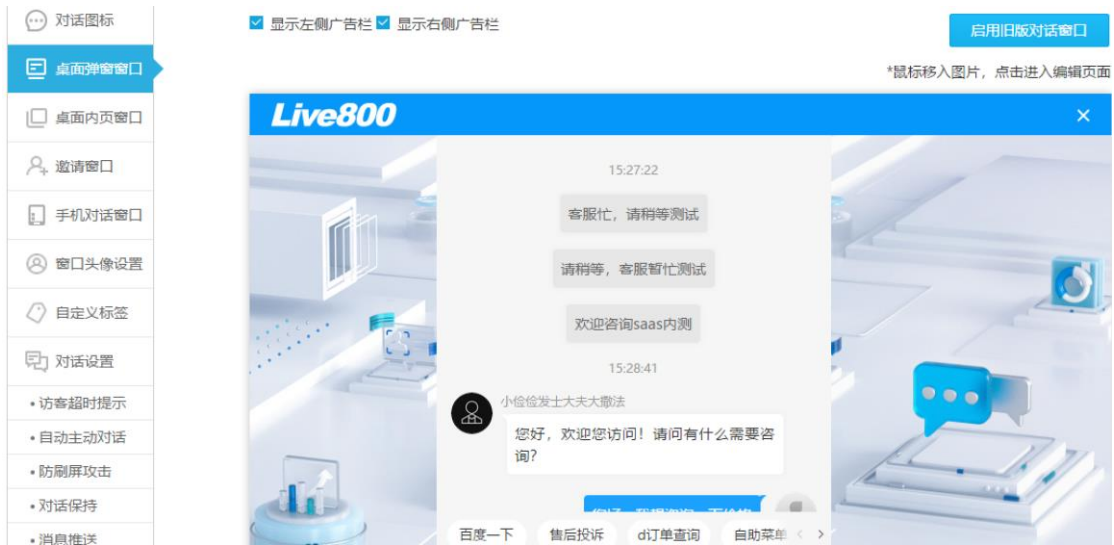 对话图标
显示左侧广告栏 显示右侧广告栏
启用旧版对话窗口
桌面弹窗窗口
*鼠标移入图片，点击进入编辑页面
桌面内页窗口
Live800
×
邀请窗口
15:27:22
手机对话窗口
客服忙，请稍等测试
窗口头像设置
请稍等，客服暂忙测试
自定义标签
欢迎咨询saas内测
对话设置
15:28:41
•访客超时提示
小俭俭发士大夫大撒法
•自动主动对话
您好，欢迎您访问！请问有什么需要咨
询？
•防刷屏攻击
•对话保持
•消息推送
百度一下 售后投诉 d订单查询 自助菜单 < >